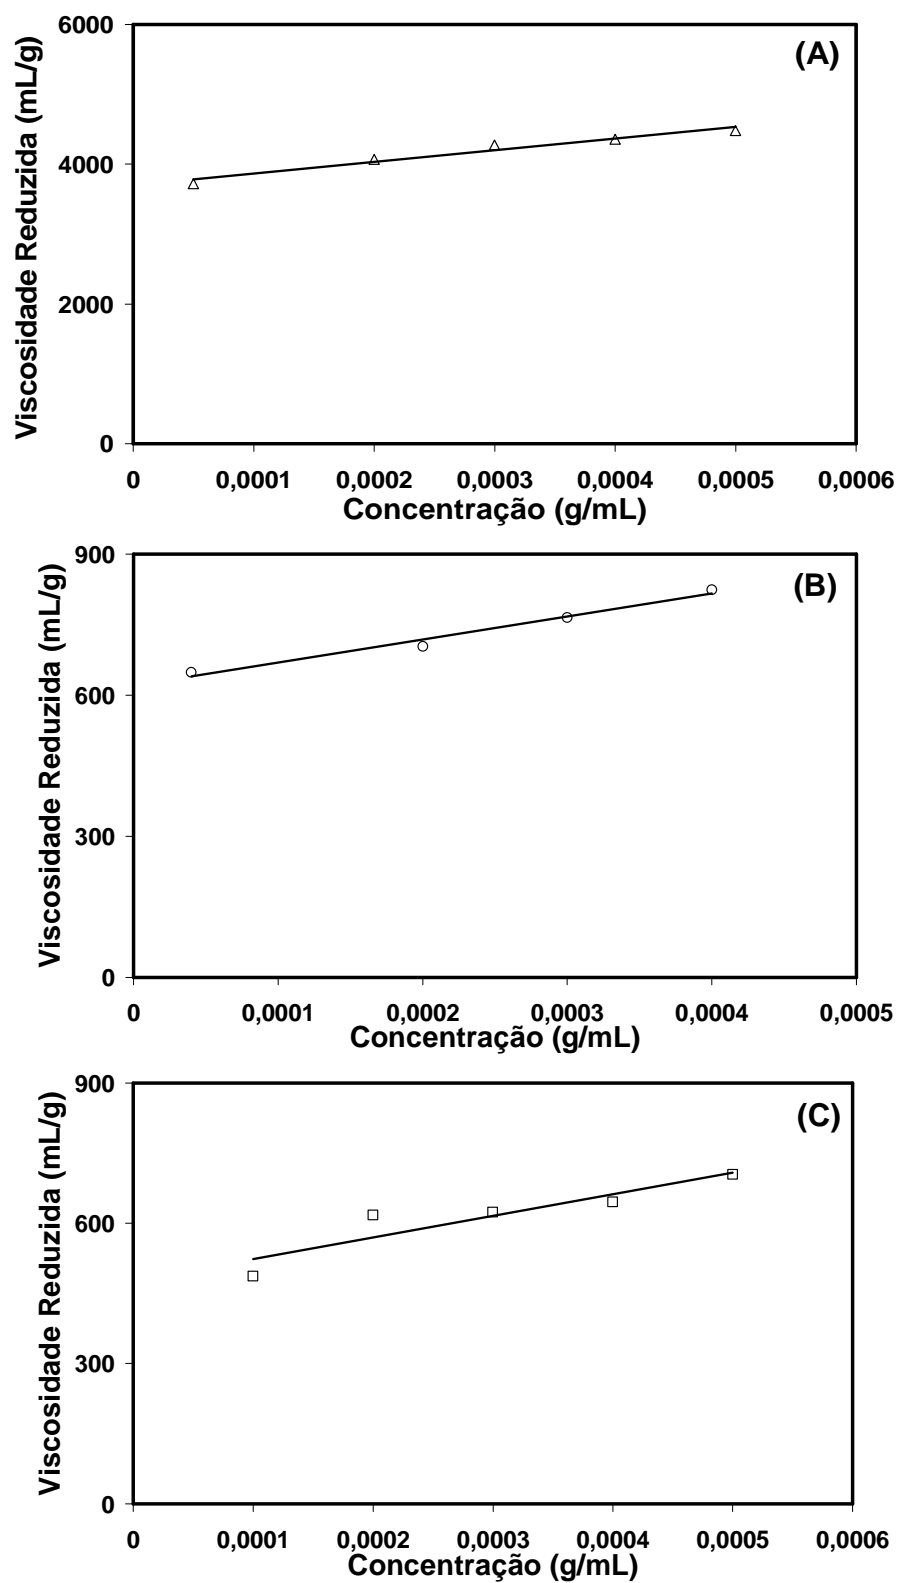 6000
(A)
4000
2000
0
Viscosidade Reduzida (mL/g)
0 0,0001 0,0002 0,0003 0,0004 0,0005 0,0006
Concentração (g/mL)
900
(B)
600
300
0
Viscosidade Reduzida (mL/g)
0 0,0001 0,0002 0,0003 0,0004 0,0005
Concentração (g/mL)
900
(C)
600
300
0
Viscosidade Reduzida (mL/g)
0 0,0001 0,0002 0,0003 0,0004 0,0005 0,0006
Concentração (g/mL)